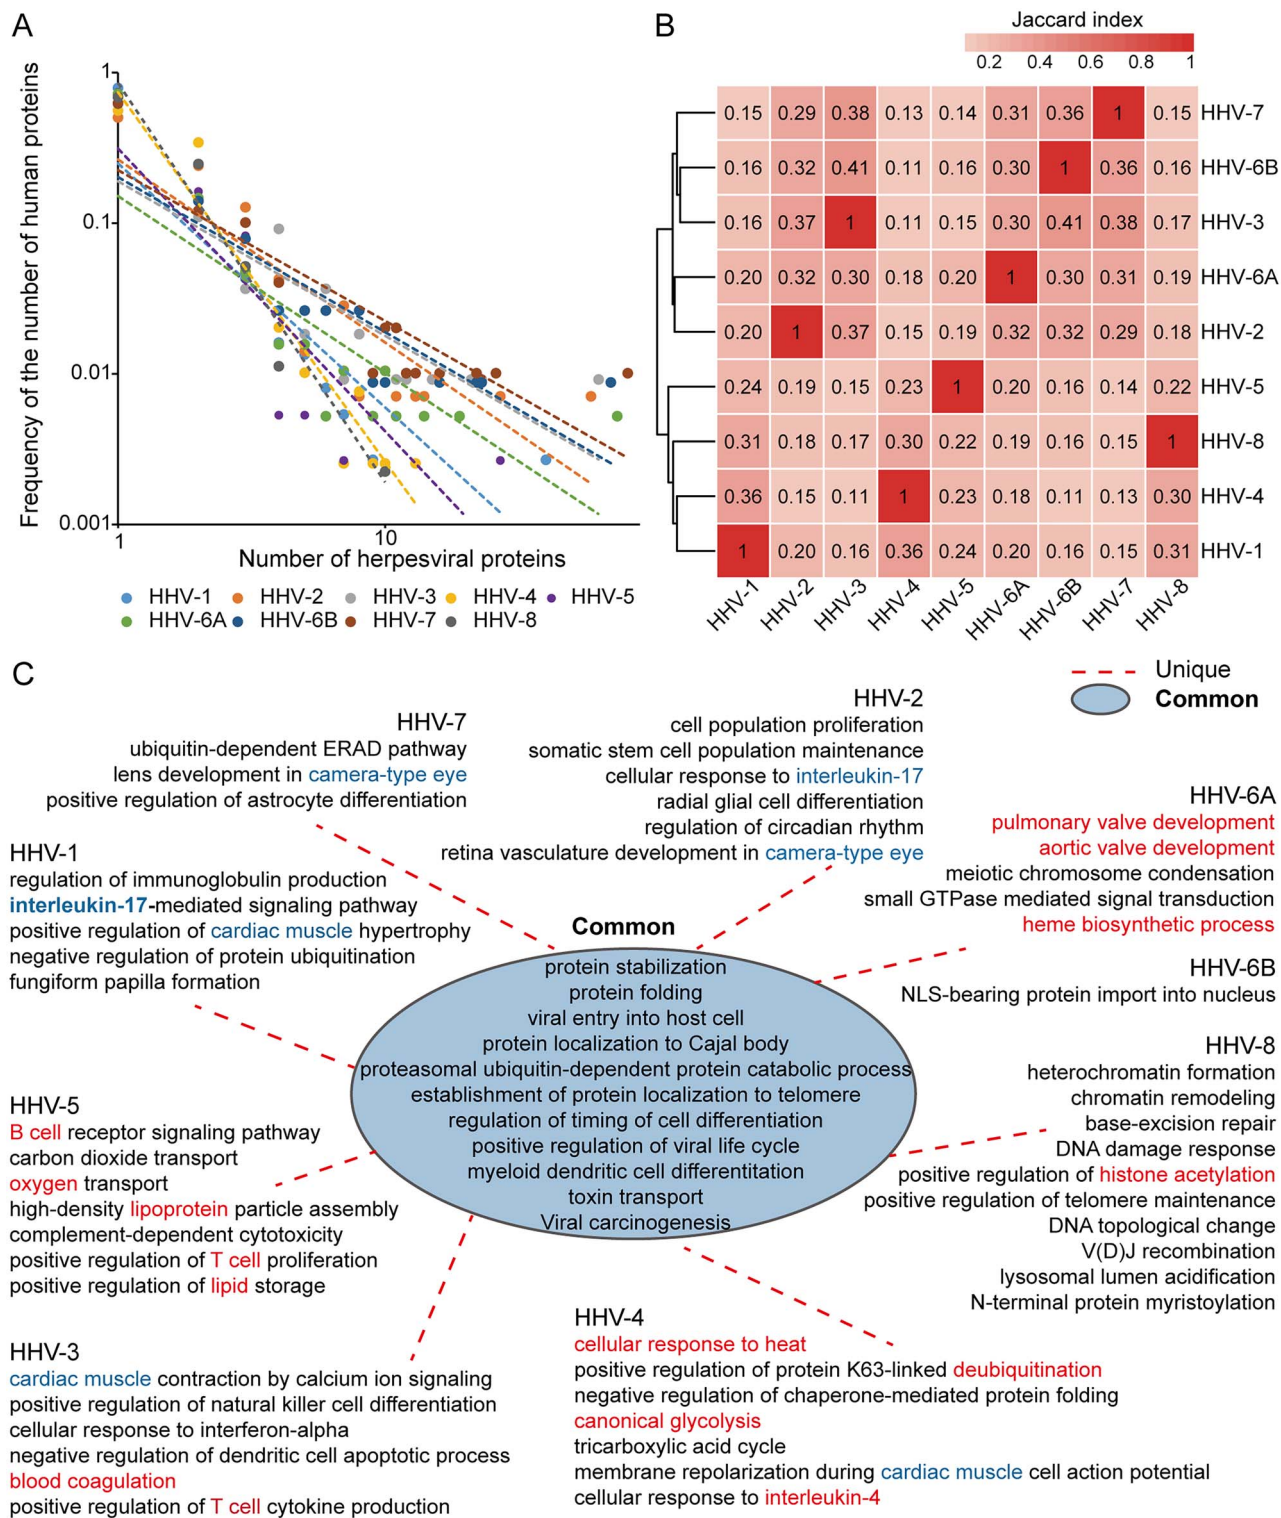 A
Frequency of the number of human proteins
1
0.1
0.01
0.001
1
10
Number of herpesviral proteins
HHV-1 HHV-2 HHV-3 HHV-4 HHV-5
HHV-6A HHV-6B HHV-7 HHV-8
B
Jaccard index
0.2 0.4 0.6 0.8 1
0.15 0.29 0.38 0.13 0.14 0.31 0.36 1 0.15 HHV-7
0.16 0.32 0.41 0.11 0.16 0.30 1 0.36 0.16 HHV-6B
0.16 0.37 1 0.11 0.15 0.30 0.41 0.38 0.17 HHV-3
0.20 0.32 0.30 0.18 0.20 1 0.30 0.31 0.19 HHV-6A
0.20 1 0.37 0.15 0.19 0.32 0.32 0.29 0.18 HHV-2
0.24 0.19 0.15 0.23 1 0.20 0.16 0.14 0.22 HHV-5
0.31 0.18 0.17 0.30 0.22 0.19 0.16 0.15 1 HHV-8
0.36 0.15 0.11 1 0.23 0.18 0.11 0.13 0.30 HHV-4
1 0.20 0.16 0.36 0.24 0.20 0.16 0.15 0.31 HHV-1
HHV-1 HHV-2 HHV-3 HHV-4 HHV-5 HHV-6A HHV-6B HHV-7 HHV-8
C
Unique
Common
HHV-7
ubiquitin-dependent ERAD pathway
lens development in camera-type eye
positive regulation of astrocyte differentiation
HHV-2
cell population proliferation
somatic stem cell population maintenance
cellular response to interleukin-17
radial glial cell differentiation
regulation of circadian rhythm
retina vasculature development in camera-type eye
HHV-6A
pulmonary valve development
aortic valve development
meiotic chromosome condensation
small GTPase mediated signal transduction
heme biosynthetic process
HHV-1
regulation of immunoglobulin production
interleukin-17-mediated signaling pathway
positive regulation of cardiac muscle hypertrophy
negative regulation of protein ubiquitination
fungiform papilla formation
HHV-6B
NLS-bearing protein import into nucleus
Common
protein stabilization
protein folding
viral entry into host cell
protein localization to Cajal body
proteasomal ubiquitin-dependent protein catabolic process
establishment of protein localization to telomere
regulation of timing of cell differentiation
positive regulation of viral life cycle
myeloid dendritic cell differentitation
toxin transport
Viral carcinogenesis
HHV-8
heterochromatin formation
chromatin remodeling
base-excision repair
DNA damage response
positive regulation of histone acetylation
positive regulation of telomere maintenance
DNA topological change
V(D)J recombination
lysosomal lumen acidification
N-terminal protein myristoylation
HHV-5
B cell receptor signaling pathway
carbon dioxide transport
oxygen transport
high-density lipoprotein particle assembly
complement-dependent cytotoxicity
positive regulation of T cell proliferation
positive regulation of lipid storage
HHV-3
cardiac muscle contraction by calcium ion signaling
positive regulation of natural killer cell differentiation
cellular response to interferon-alpha
negative regulation of dendritic cell apoptotic process
blood coagulation
positive regulation of T cell cytokine production
HHV-4
cellular response to heat
positive regulation of protein K63-linked deubiquitination
negative regulation of chaperone-mediated protein folding
canonical glycolysis
tricarboxylic acid cycle
membrane repolarization during cardiac muscle cell action potential
cellular response to interleukin-4